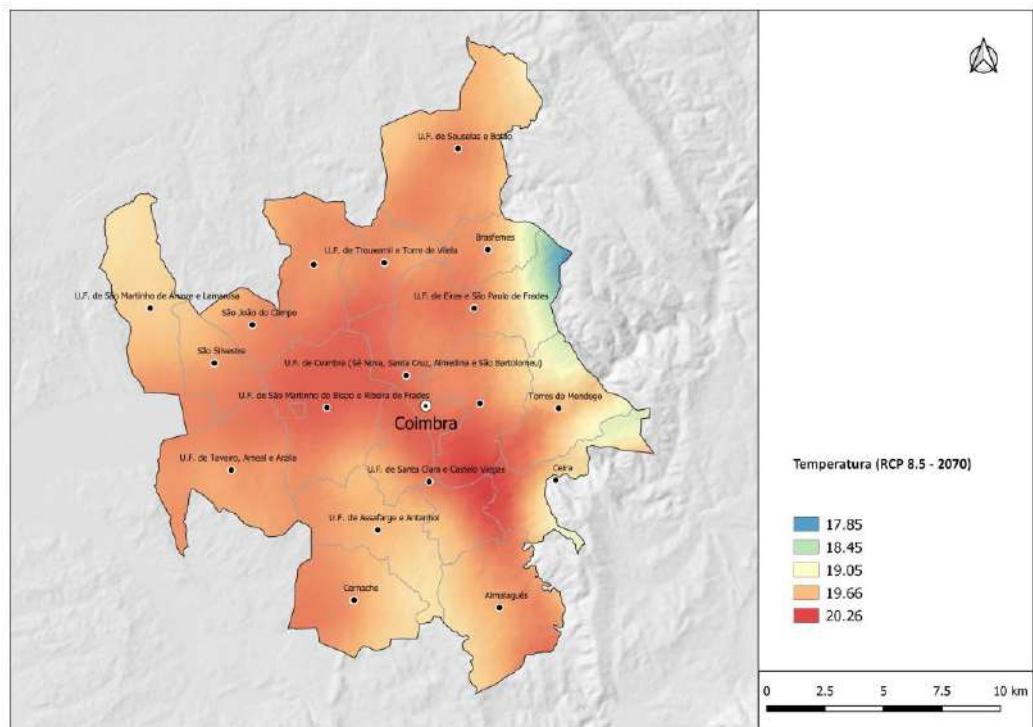 U.F. de Souselas e Botão
Brasfemes
U.F. de Trouxemil e Torre de Vilela
U.F. de São Martinho de Árvore e Lamarosa
U.F. de Eiras e São Paulo de Frades
São João do Campo
São Silvestre
U.F. de Coimbra (Sé Nova, Santa Cruz, Almedina e São Bartolomeu)
U.F. de São Martinho do Bispo e Ribeira de Frades
Torres do Mondego
Coimbra
U.F. de Taveiro, Ameal e Arzila
U.F. de Santa Clara e Castelo Viegas
Ceira
U.F. de Assafarge e Antanhol
Cernache
Almalaguês
Temperatura (RCP 8.5 - 2070)
17.85
18.45
19.05
19.66
20.26
0 2.5 5 7.5 10 km